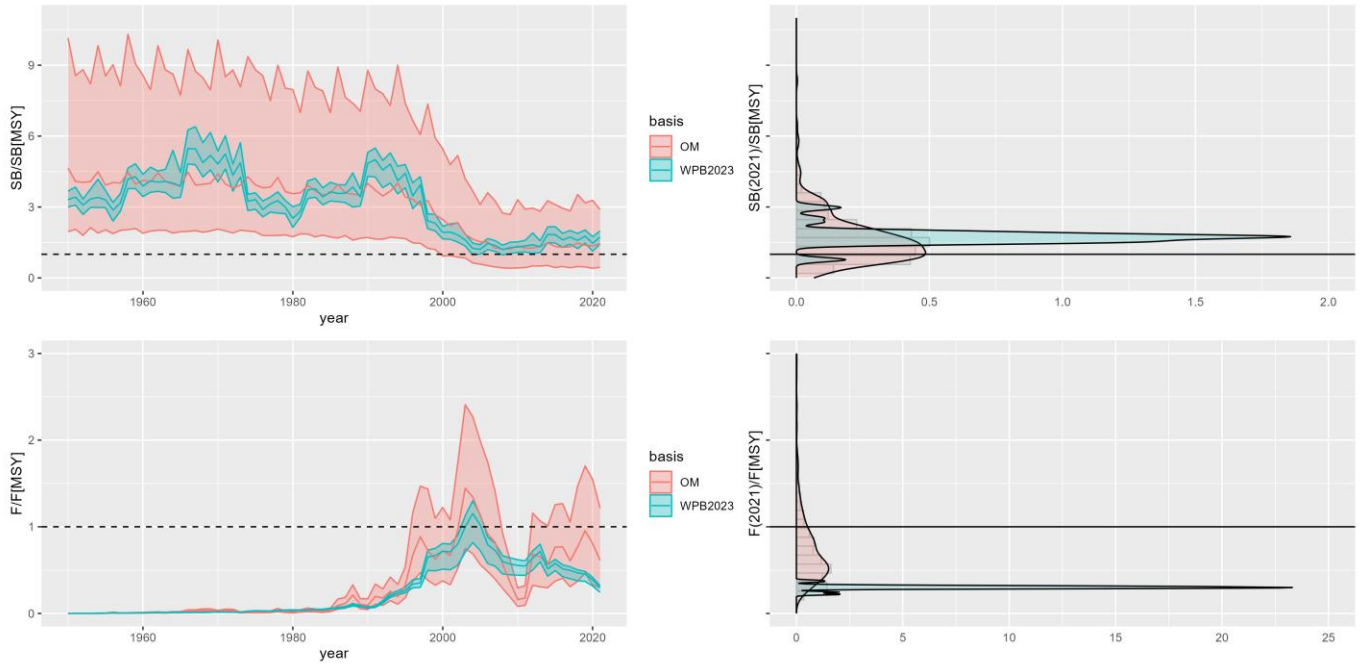 SB/SB[MSY]
9
6
3
0
1960
1980
2000
2020
year
basis
OM
WPB2023
SB(2021)/SB[MSY]
0.0
0.5
1.0
1.5
2.0
F/F[MSY]
3
2
1
0
1960
1980
2000
2020
year
basis
OM
WPB2023
F(2021)/F[MSY]
0
5
10
15
20
25